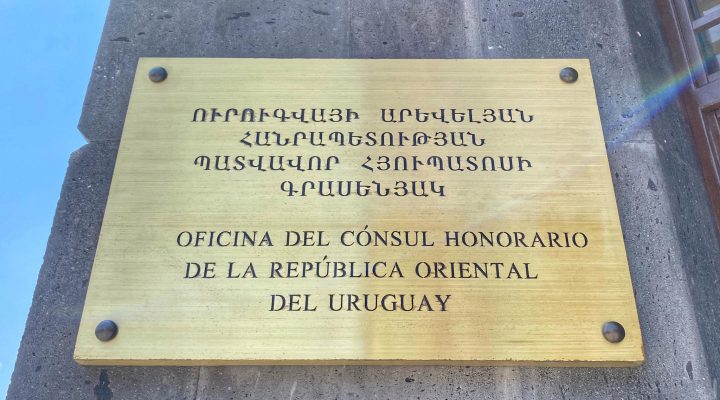 ՈՒՐՈՒԳՎԱՅԻ ԱՐԵՎԵԼՅԱՆ
ՀԱՆՐԱՊԵՏՈՒԹՅԱՆ
ՊԱՏՎԱՎՈՐ ՀՅՈՒՊԱՏՈՍԻ
ԳՐԱՍԵՆՅԱԿ
OFICINA DEL CÓNSUL HONORARIO
DE LA REPÚBLICA ORIENTAL
DEL URUGUAY